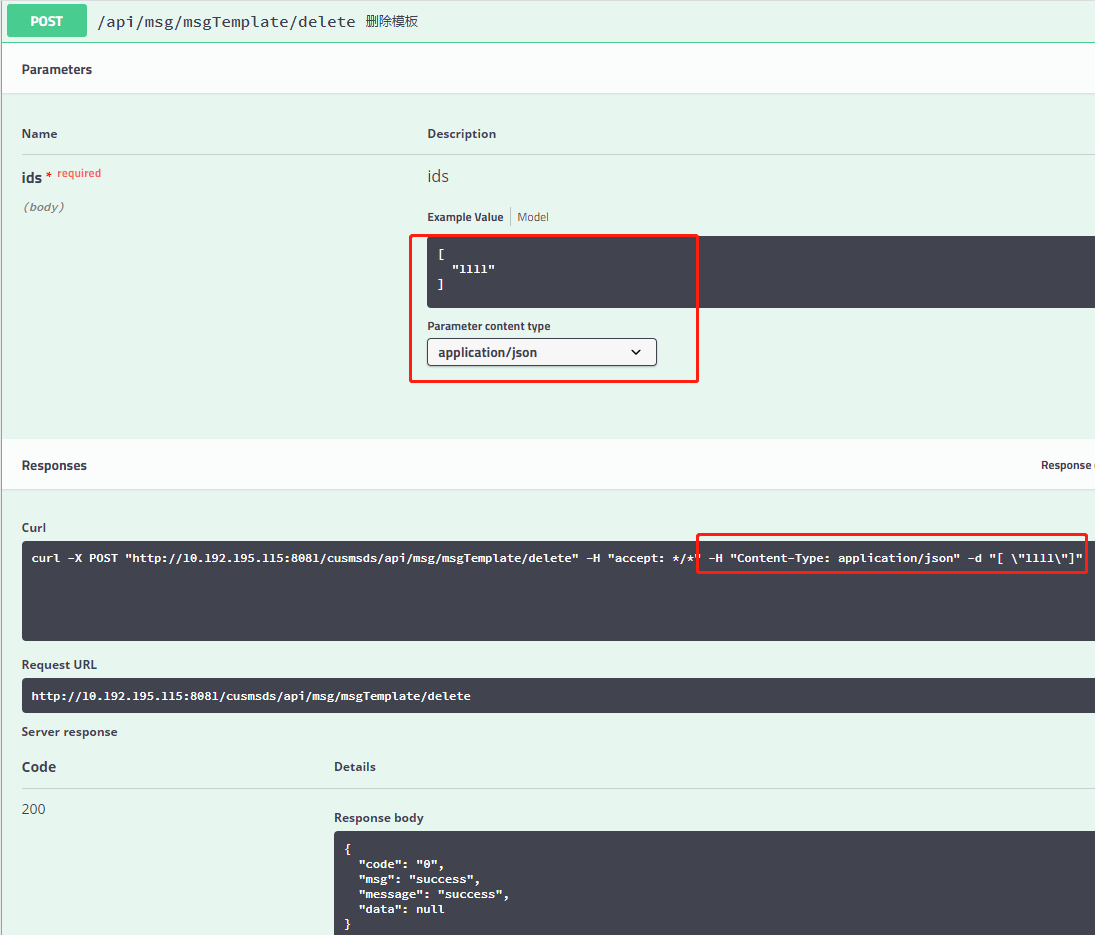 POST /api/msg/msgTemplate/delete 删除模板
Parameters
Name Description
ids * required ids
(body)
Example Value Model
[
"1111"
]
Parameter content type
application/json
Responses Response
Curl
curl -X POST "http://10.192.195.115:8081/cusmsds/api/msg/msgTemplate/delete" -H "accept: */*" -H "Content-Type: application/json" -d "[ \"1111\"]"
Request URL
http://10.192.195.115:8081/cusmsds/api/msg/msgTemplate/delete
Server response
Code Details
200
Response body
{
"code": "0",
"msg": "success",
"message": "success",
"data": null
}